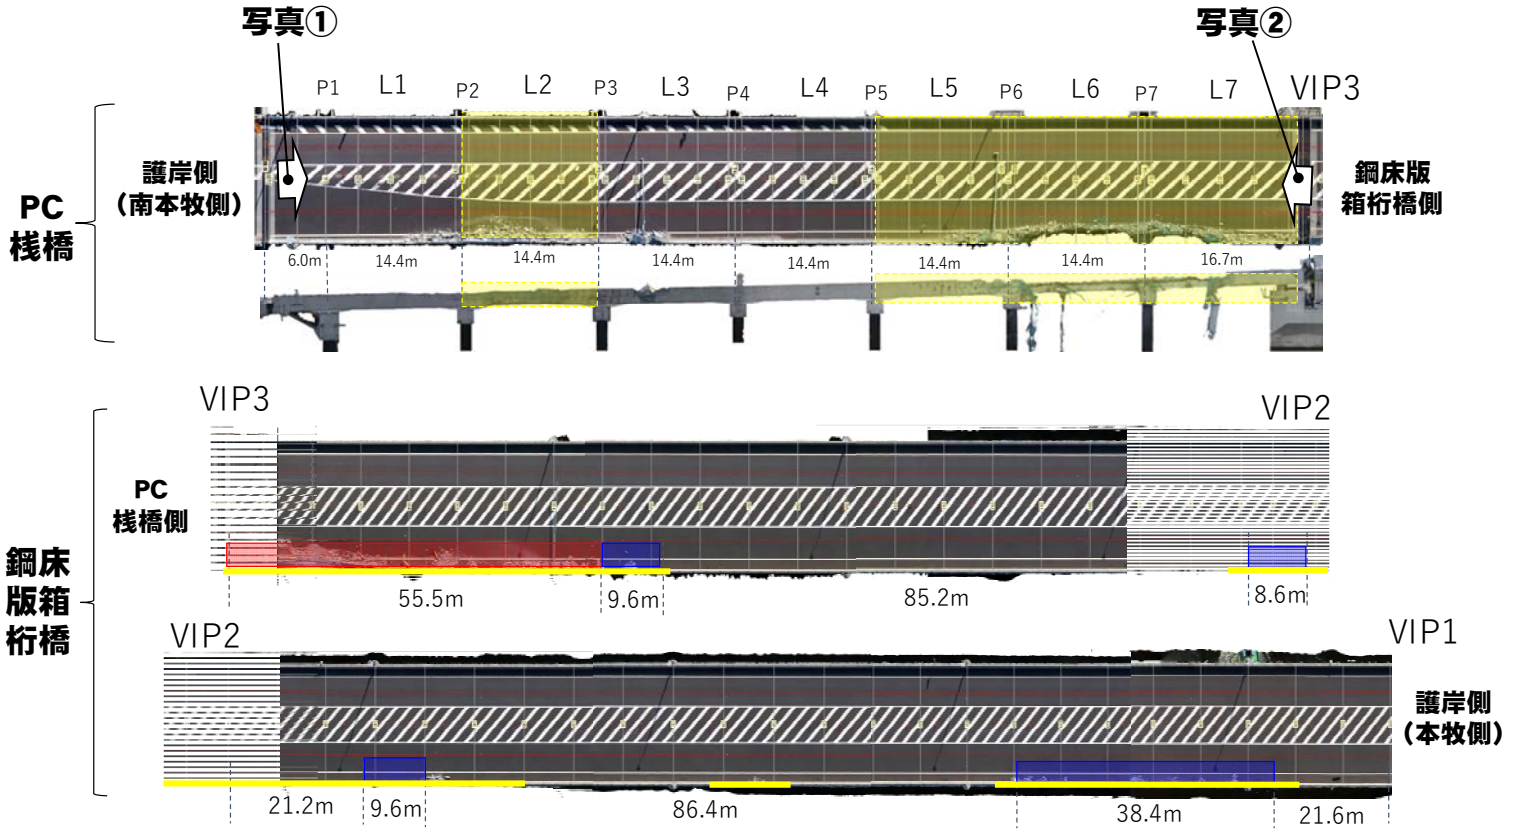 写真①
写真②
P1
L1
P2
L2
P3
L3
P4
L4
P5
L5
P6
L6
P7
L7
VIP3
護岸側
（南本牧側）
鋼床版
箱桁橋側
PC
桟橋
6.0m
14.4m
14.4m
14.4m
14.4m
14.4m
14.4m
16.7m
VIP3
VIP2
PC
桟橋側
鋼床
版箱
桁橋
55.5m
9.6m
85.2m
8.6m
VIP2
VIP1
護岸側
（本牧側）
21.2m
9.6m
86.4m
38.4m
21.6m